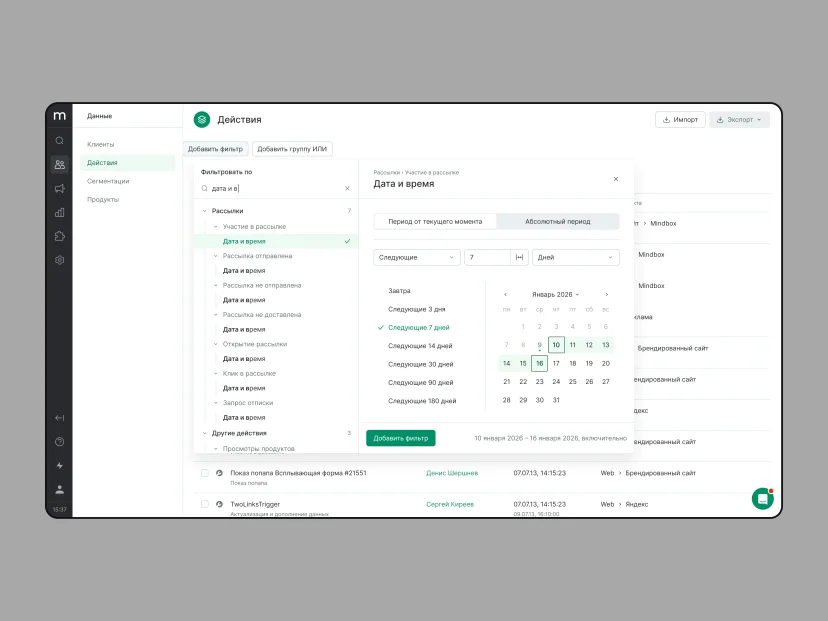 m
Данные
Клиенты
Действия
Сегментации
Продукты
15:37
Действия
Импорт
Экспорт
Добавить фильтр
Добавить группу ИЛИ
Фильтровать по
дата и в
Рассылки 7
Участие в рассылке
Дата и время
Рассылка отправлена
Дата и время
Рассылка не отправлена
Дата и время
Рассылка не доставлена
Дата и время
Открытие рассылки
Дата и время
Клик в рассылке
Дата и время
Запрос отписки
Дата и время
Другие действия 3
Просмотры продуктов
Рассылки › Участие в рассылке
Дата и время
Период от текущего момента
Абсолютный период
Следующие
7
Дней
Завтра
Следующие 3 дня
Следующие 7 дней
Следующие 14 дней
Следующие 30 дней
Следующие 90 дней
Следующие 180 дней
Январь 2026
пн вт ср чт пт сб вс
1 2 3 4 5 6
7 8 9 10 11 12 13
14 15 16 17 18 19 20
21 22 23 24 25 26 27
28 29 30 31
Добавить фильтр
10 января 2026 – 16 января 2026, включительно
› Mindbox
Mindbox
Mindbox
Брендированный сайт
Показ попапа Всплывающая форма #21551
Показ попапа
Денис Шершнев
07.07.13, 14:15:23
Web › Брендированный сайт
TwoLinksTrigger
Актуализация и дополнение данных
Сергей Киреев
07.07.13, 14:15:23
09.07.13, 16:10:00
Web › Яндекс